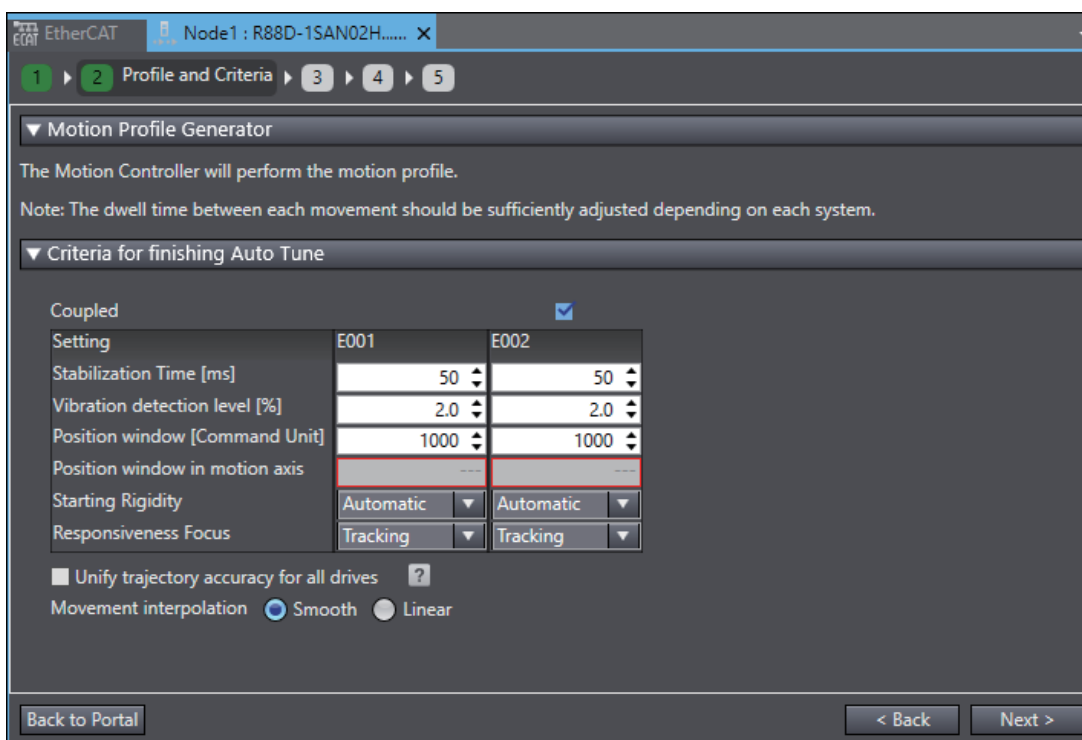 ECAT EtherCAT Node1 : R88D-1SAN02H...... ×
1 2 Profile and Criteria 3 4 5
Motion Profile Generator
The Motion Controller will perform the motion profile.
Note: The dwell time between each movement should be sufficiently adjusted depending on each system.
Criteria for finishing Auto Tune
Coupled
Setting E001 E002
Stabilization Time [ms] 50 50
Vibration detection level [%] 2.0 2.0
Position window [Command Unit] 1000 1000
Position window in motion axis --- ---
Starting Rigidity Automatic Automatic
Responsiveness Focus Tracking Tracking
Unify trajectory accuracy for all drives ?
Movement interpolation Smooth Linear
Back to Portal < Back Next >